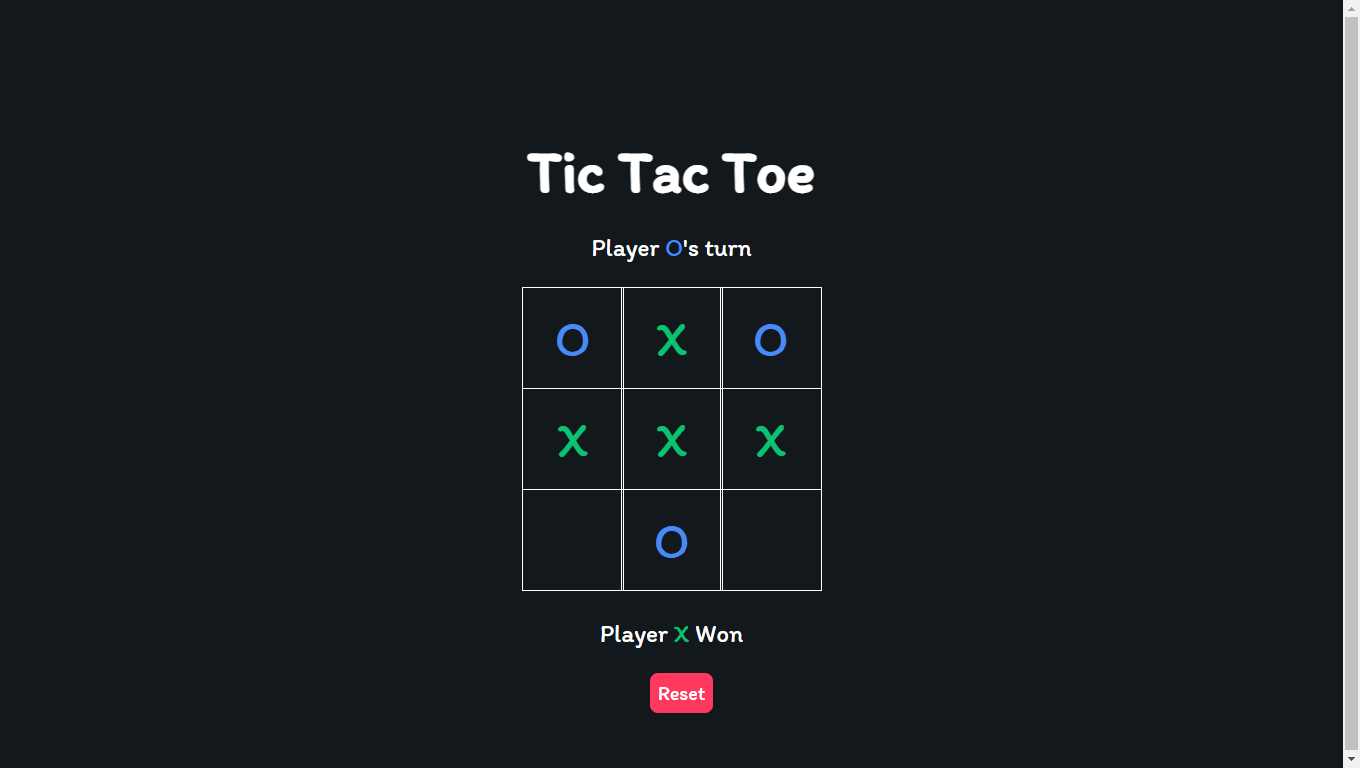 Tic Tac Toe
Player O's turn
O X O
X X X
O
Player X Won
Reset